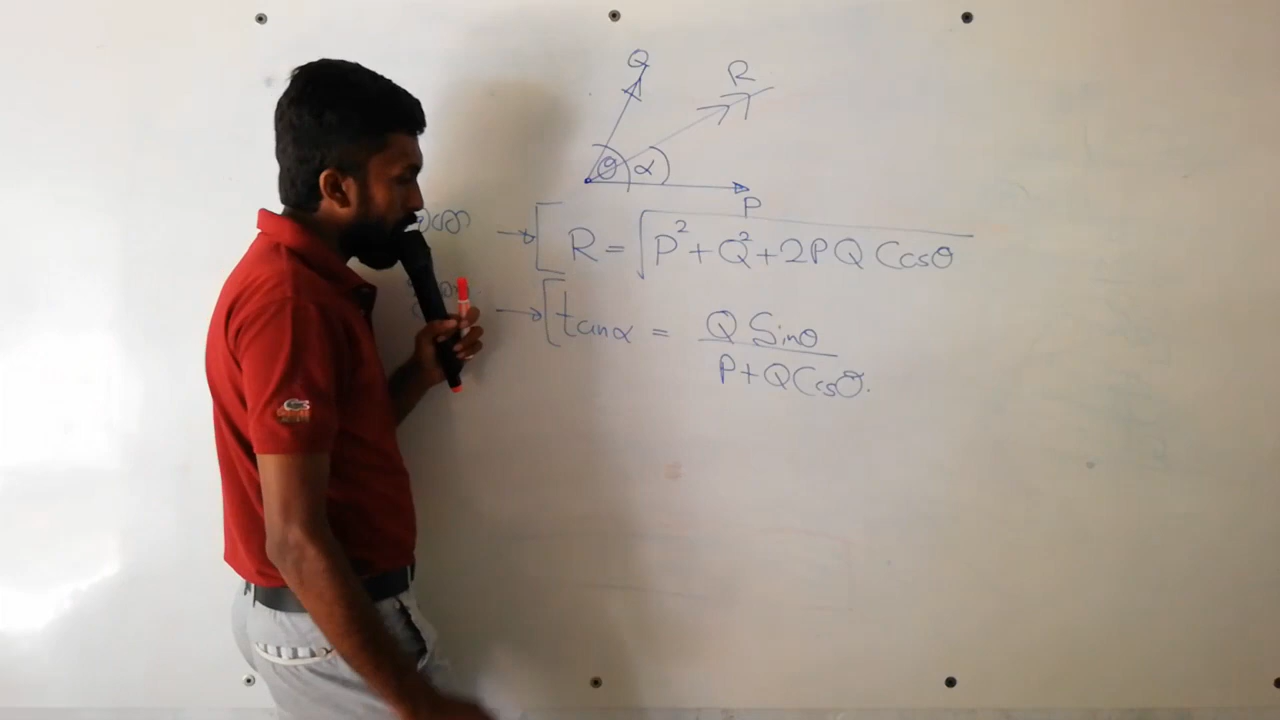 Q
R
θ α
P
R = √P²+Q²+2PQ Cosθ
tanα = Q Sinθ
P+QCosθ.